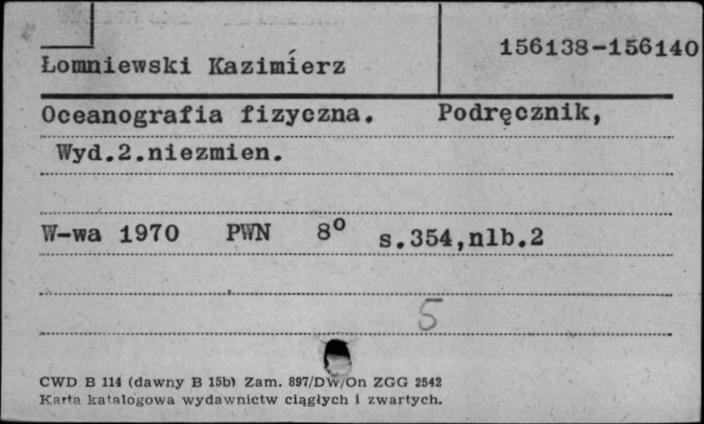 156138-156140
Łomniewski Kazimierz
Oceanografia fizyczna. Podręcznik,
Wyd.2.niezmien.
W-wa 1970 PWN 8° s.354,nlb.2
5
CWD B 114 (dawny B 15b) Zam. 897/DW/On ZGG 2542
Karta katalogowa wydawnictw ciągłych i zwartych.